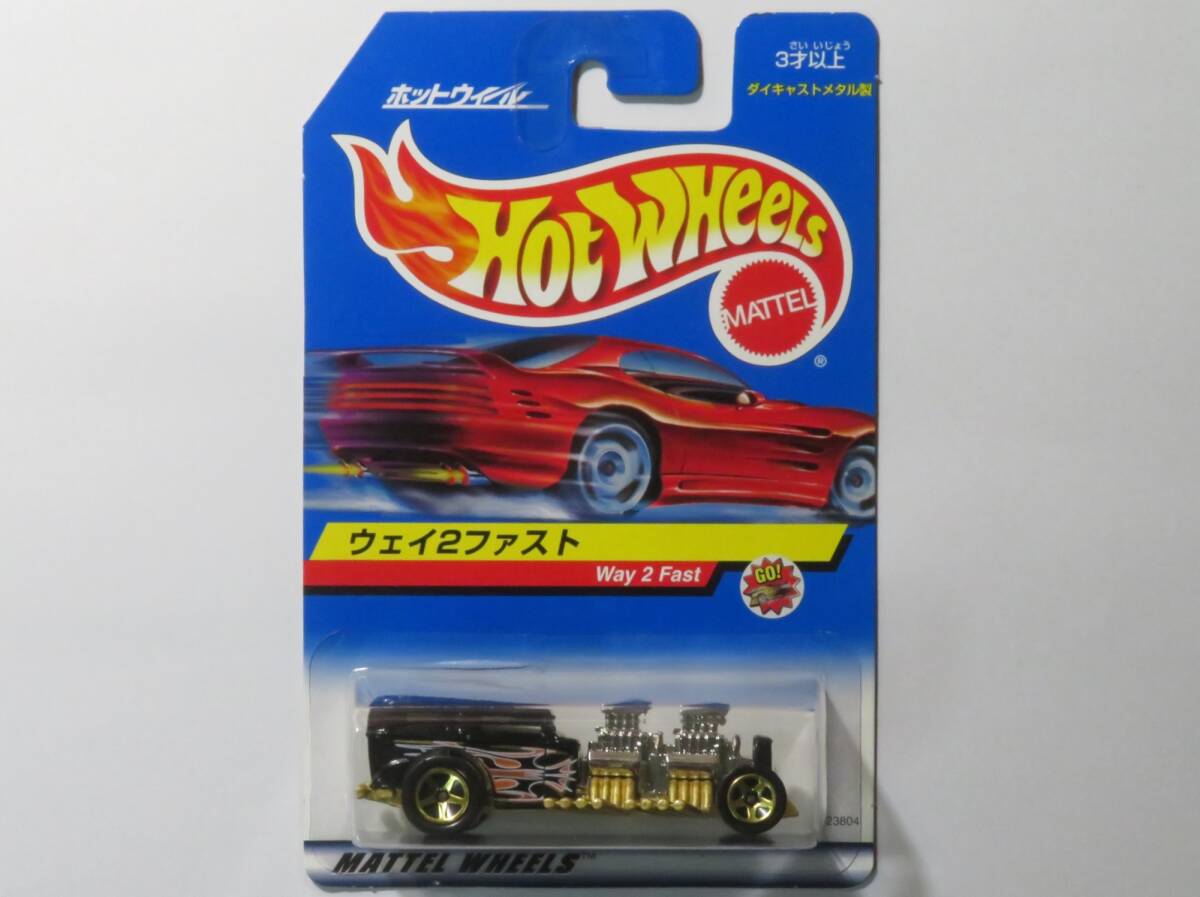 さい いじょう
3才以上
ダイキャストメタル製
ホットウィール
HOT WHEELS
MATTEL
®
ウェイ2ファスト
Way 2 Fast
GO!
23804
MATTEL WHEELS™